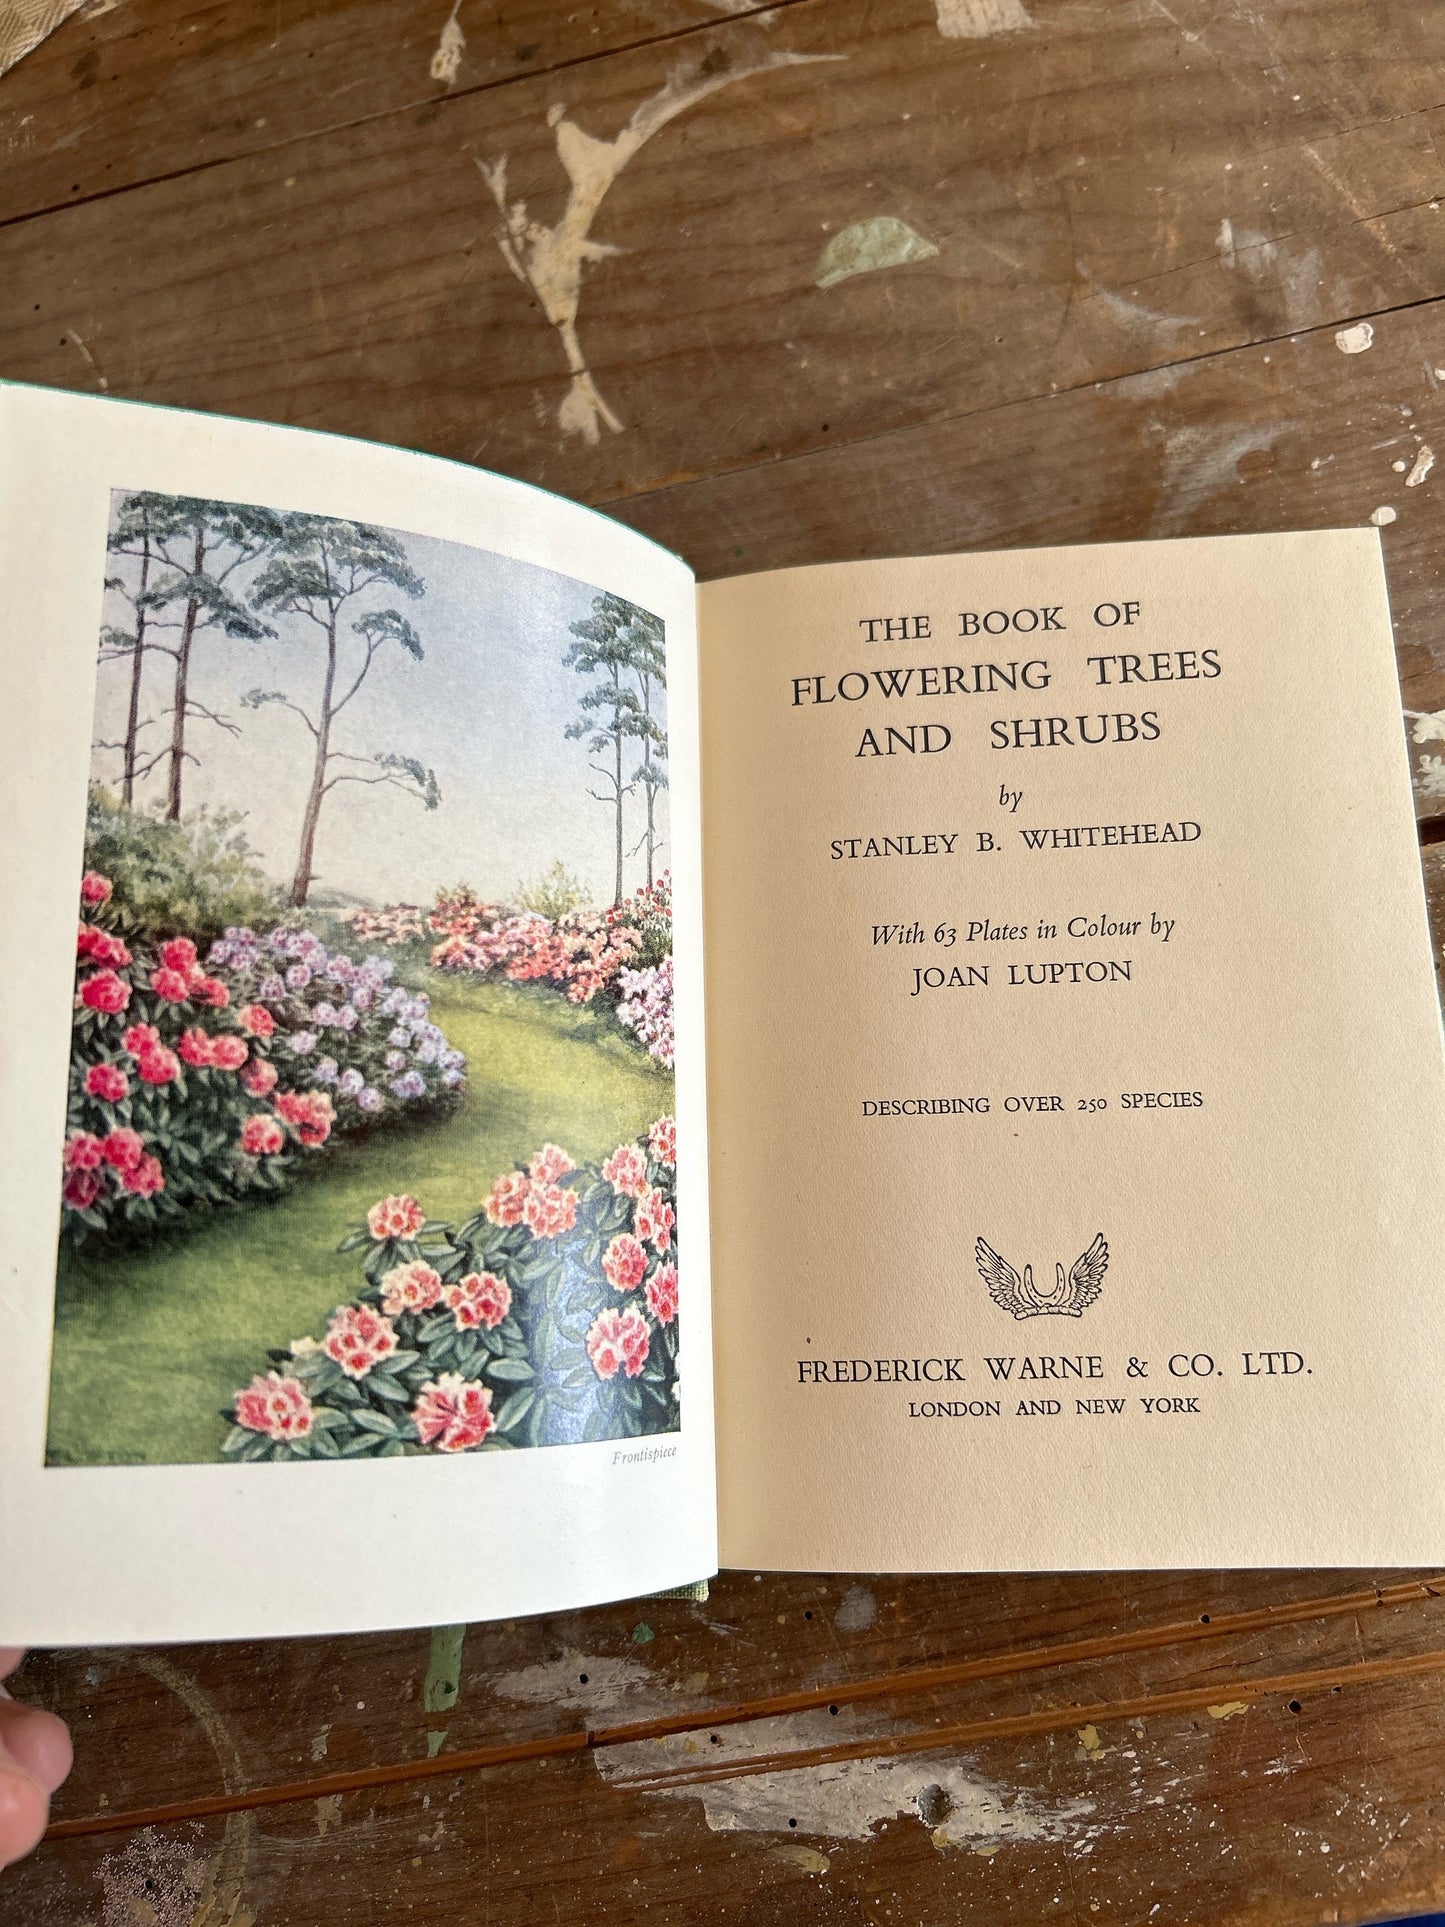 Frontispiece
THE BOOK OF
FLOWERING TREES
AND SHRUBS
by
STANLEY B. WHITEHEAD
With 63 Plates in Colour by
JOAN LUPTON
DESCRIBING OVER 250 SPECIES
FREDERICK WARNE & CO. LTD.
LONDON AND NEW YORK